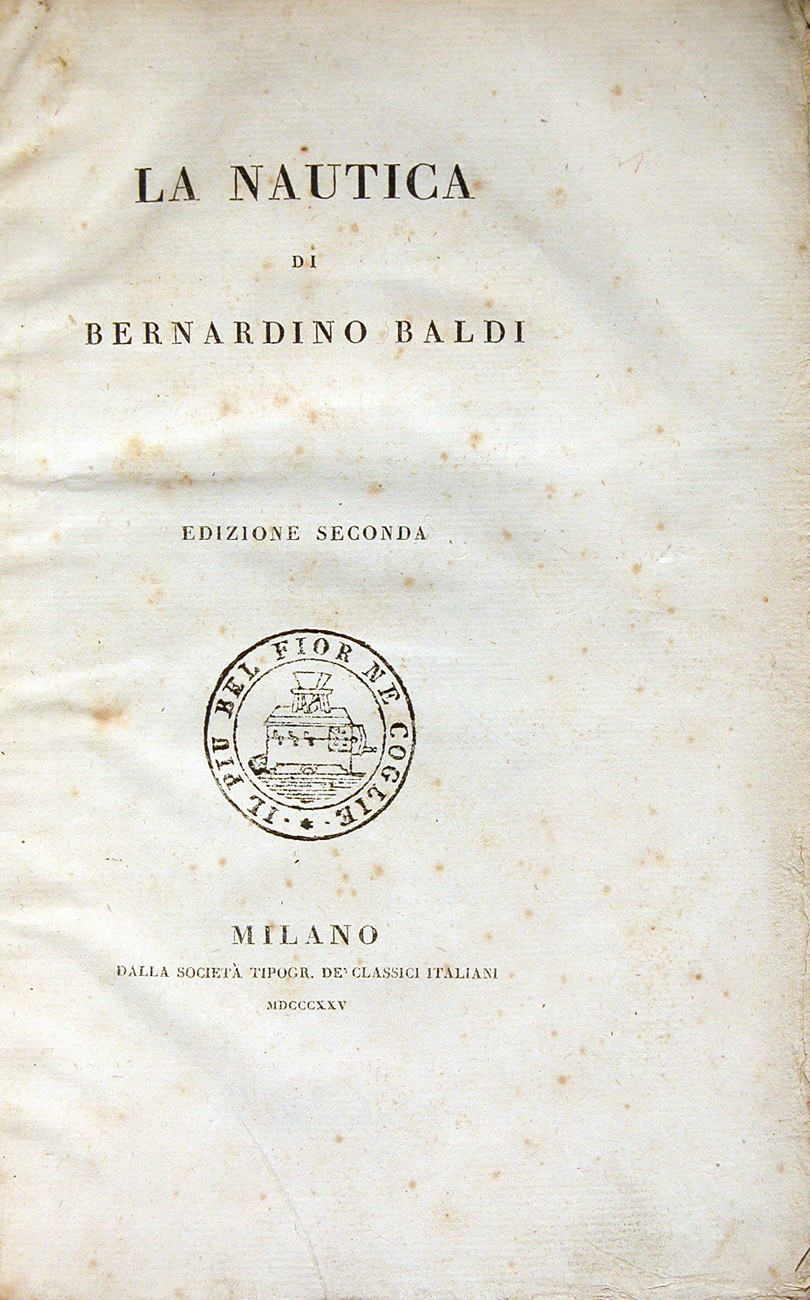 LA NAUTICA
DI
BERNARDINO BALDI
EDIZIONE SECONDA
IL PIU BEL FIOR NE COGLIE
MILANO
DALLA SOCIETÀ TIPOGR. DE' CLASSICI ITALIANI
MDCCCXXV